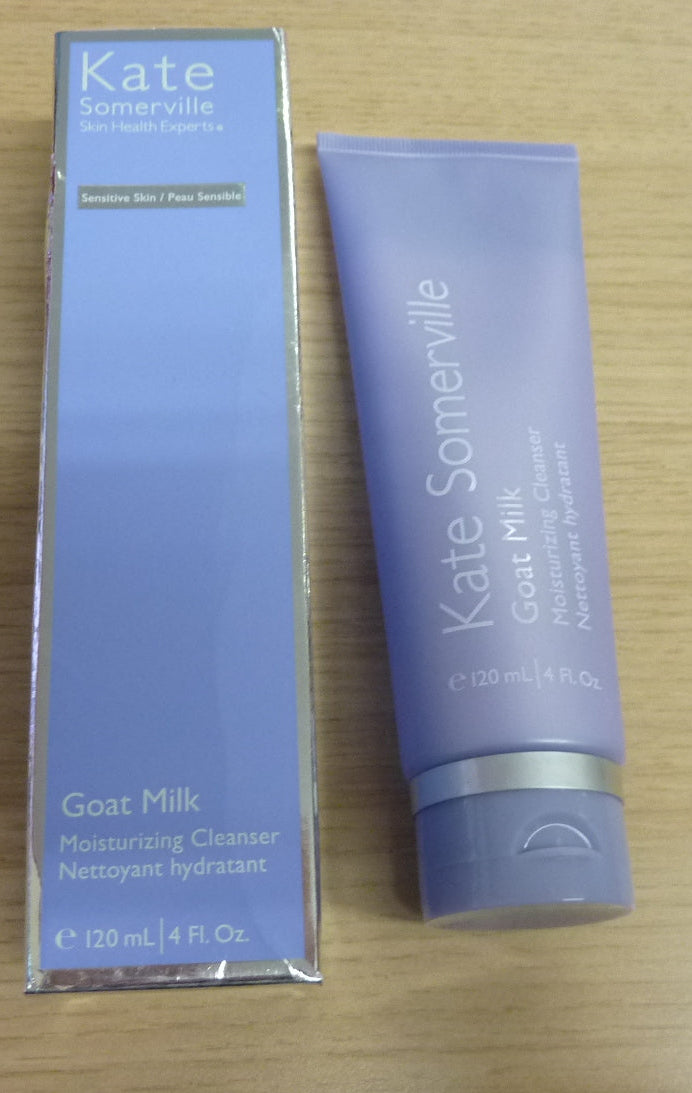 Kate
Somerville
Skin Health Experts®
Sensitive Skin / Peau Sensible
Goat Milk
Moisturizing Cleanser
Nettoyant hydratant
e 120 mL | 4 Fl. Oz.
Kate Somerville
Goat Milk
Moisturizing Cleanser
Nettoyant hydratant
e 120 mL | 4 Fl. Oz.